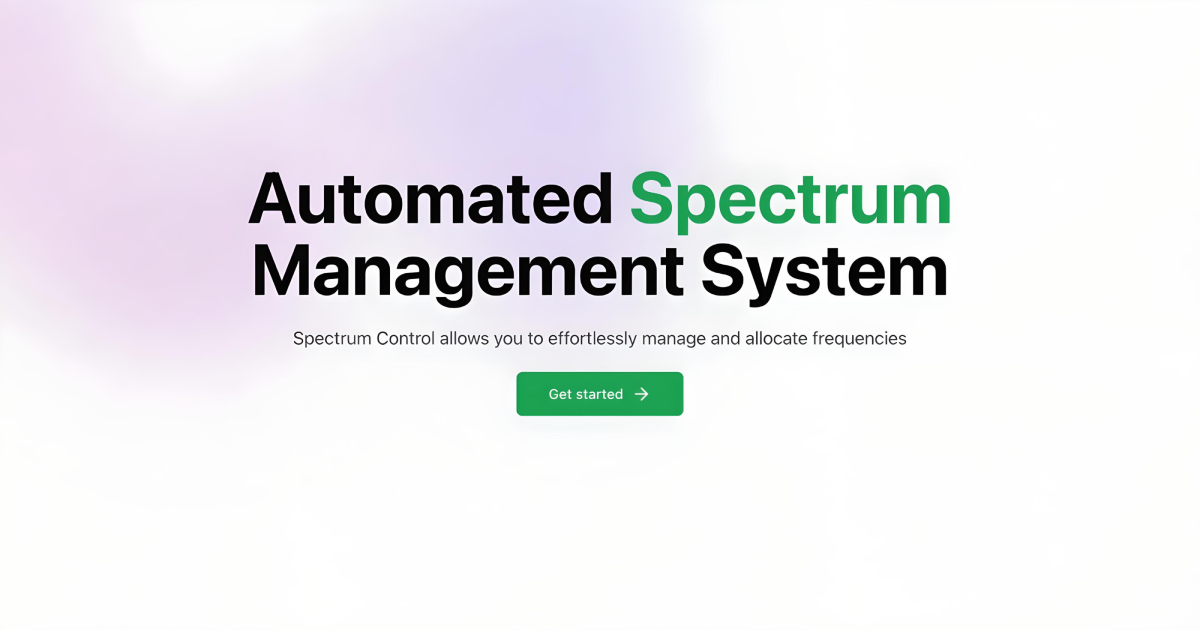 Automated Spectrum
Management System
Spectrum Control allows you to effortlessly manage and allocate frequencies
Get started